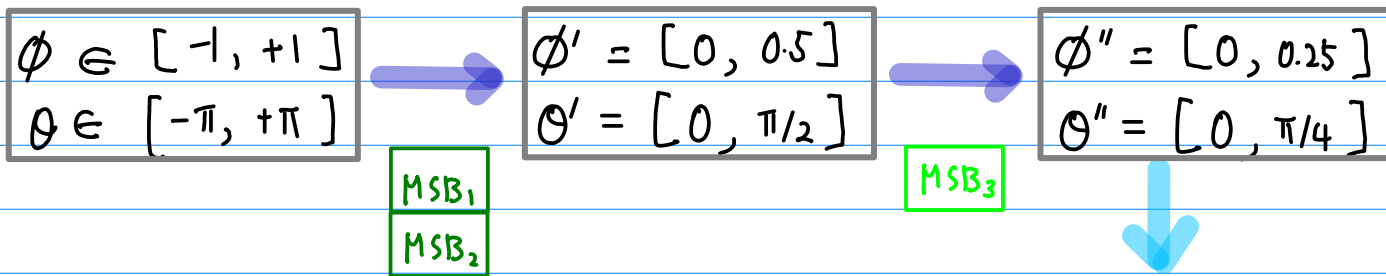 ϕ ∈ [-1, +1]
θ ∈ [-π, +π]
MSB₁
MSB₂
ϕ' = [0, 0.5]
θ' = [0, π/2]
MSB₃
ϕ'' = [0, 0.25]
θ'' = [0, π/4]